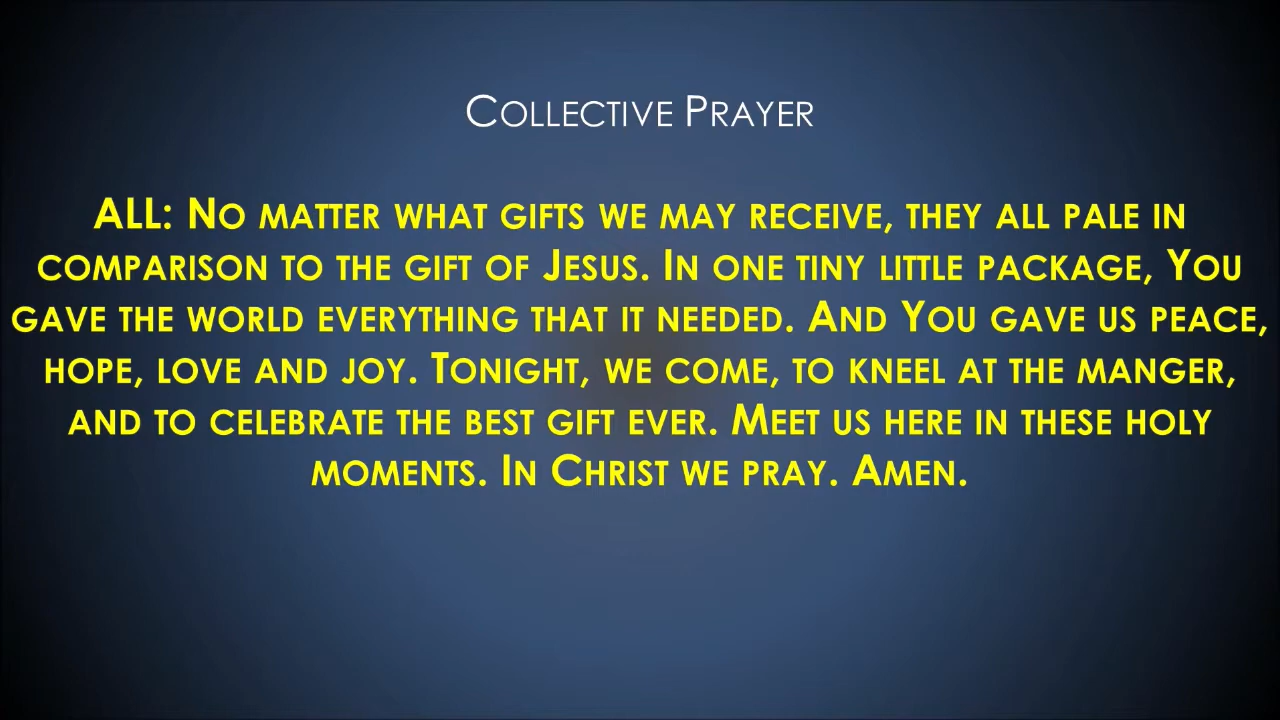 Collective Prayer
ALL: No matter what gifts we may receive, they all pale in
comparison to the gift of Jesus. In one tiny little package, You
gave the world everything that it needed. And You gave us peace,
hope, love and joy. Tonight, we come, to kneel at the manger,
and to celebrate the best gift ever. Meet us here in these holy
moments. In Christ we pray. Amen.